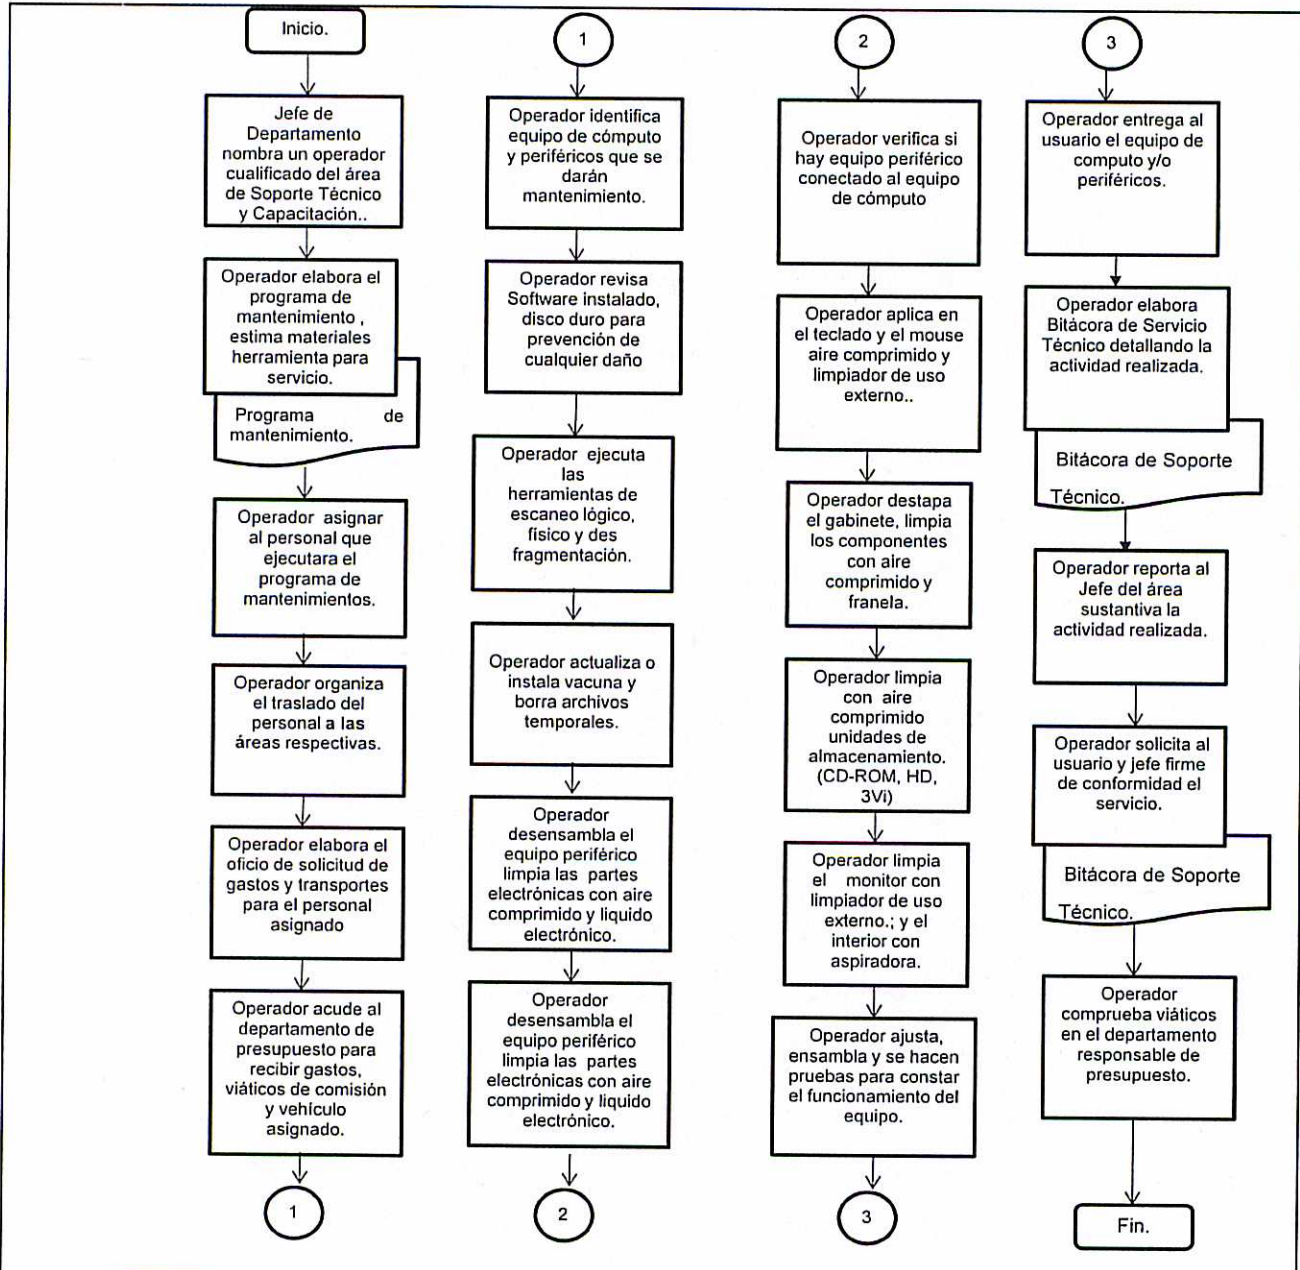 Inicio.
Jefe de
Departamento
nombra un operador
cualificado del área
de Soporte Técnico
y Capacitación..
Operador elabora el
programa de
mantenimiento ,
estima materiales
herramienta para
servicio.
Programa de
mantenimiento.
Operador asignar
al personal que
ejecutara el
programa de
mantenimientos.
Operador organiza
el traslado del
personal a las
áreas respectivas.
Operador elabora el
oficio de solicitud de
gastos y transportes
para el personal
asignado
Operador acude al
departamento de
presupuesto para
recibir gastos,
viáticos de comisión
y vehículo
asignado.
1
1
Operador identifica
equipo de cómputo
y periféricos que se
darán
mantenimiento.
Operador revisa
Software instalado,
disco duro para
prevención de
cualquier daño
Operador ejecuta
las
herramientas de
escaneo lógico,
físico y des
fragmentación.
Operador actualiza o
instala vacuna y
borra archivos
temporales.
Operador
desensambla el
equipo periférico
limpia las partes
electrónicas con aire
comprimido y liquido
electrónico.
Operador
desensambla el
equipo periférico
limpia las partes
electrónicas con aire
comprimido y liquido
electrónico.
2
2
Operador verifica si
hay equipo periférico
conectado al equipo
de cómputo
Operador aplica en
el teclado y el mouse
aire comprimido y
limpiador de uso
externo..
Operador destapa
el gabinete, limpia
los componentes
con aire
comprimido y
franela.
Operador limpia
con aire
comprimido
unidades de
almacenamiento.
(CD-ROM, HD,
3Vi)
Operador limpia
el monitor con
limpiador de uso
externo.; y el
interior con
aspiradora.
Operador ajusta,
ensambla y se hacen
pruebas para constar
el funcionamiento del
equipo.
3
3
Operador entrega al
usuario el equipo de
computo y/o
periféricos.
Operador elabora
Bitácora de Servicio
Técnico detallando la
actividad realizada.
Bitácora de Soporte
Técnico.
Operador reporta al
Jefe del área
sustantiva la
actividad realizada.
Operador solicita al
usuario y jefe firme
de conformidad el
servicio.
Bitácora de Soporte
Técnico.
Operador
comprueba viáticos
en el departamento
responsable de
presupuesto.
Fin.